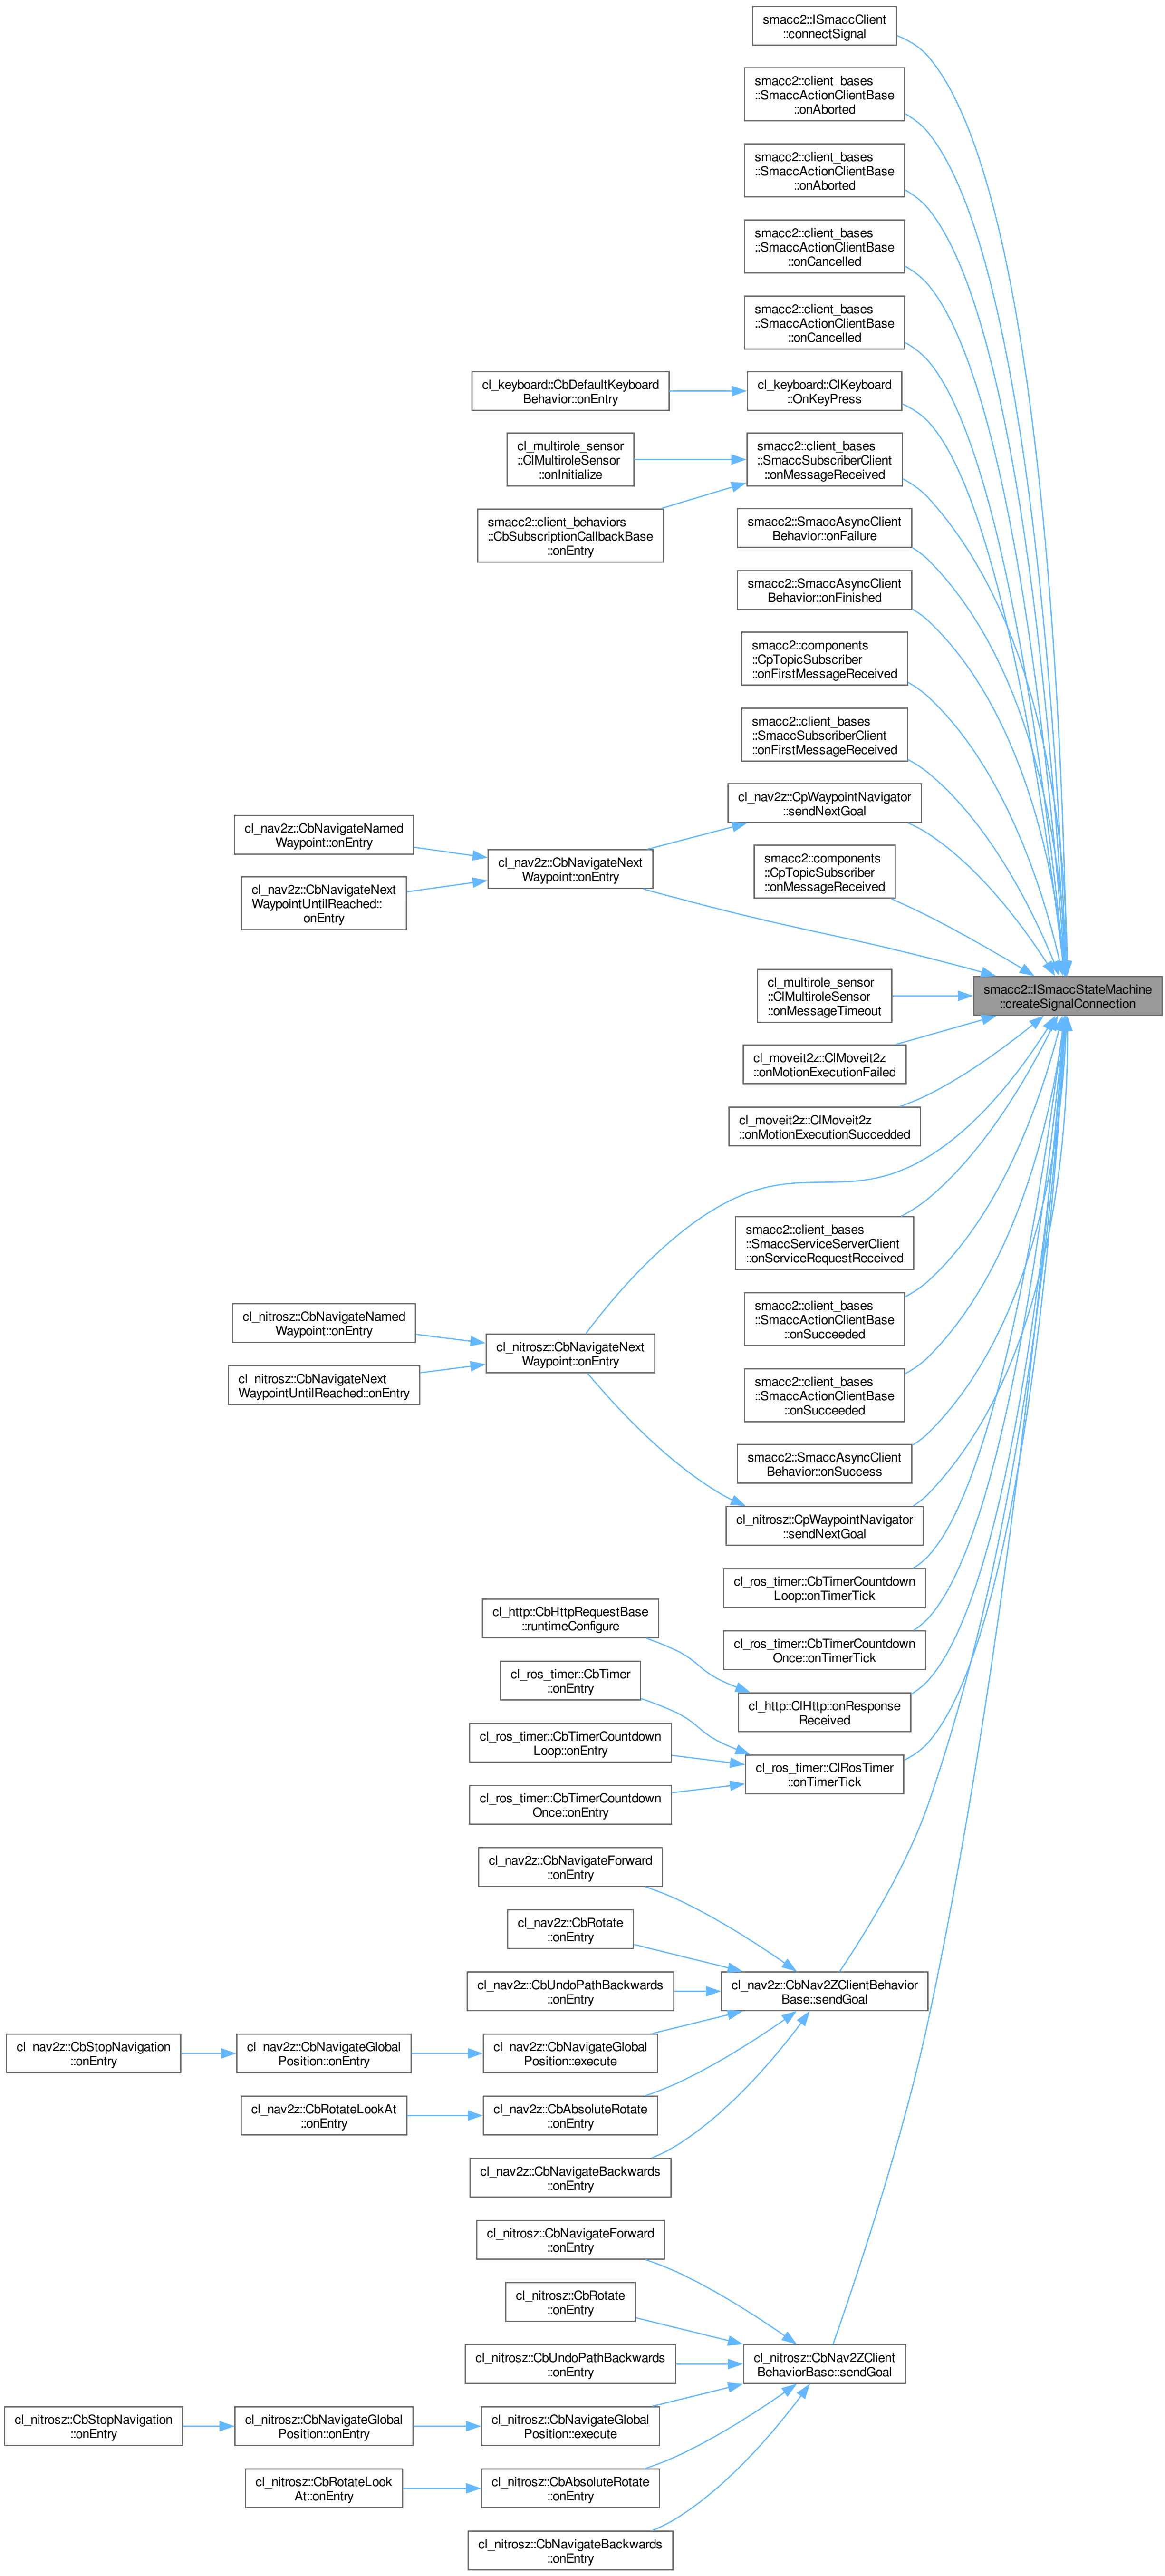 smacc2::ISmaccClient
::connectSignal
smacc2::client_bases
::SmaccActionClientBase
::onAborted
smacc2::client_bases
::SmaccActionClientBase
::onAborted
smacc2::client_bases
::SmaccActionClientBase
::onCancelled
smacc2::client_bases
::SmaccActionClientBase
::onCancelled
cl_keyboard::CbDefaultKeyboard
Behavior::onEntry
cl_keyboard::ClKeyboard
::OnKeyPress
cl_multirole_sensor
::ClMultiroleSensor
::onInitialize
smacc2::client_bases
::SmaccSubscriberClient
::onMessageReceived
smacc2::client_behaviors
::CbSubscriptionCallbackBase
::onEntry
smacc2::SmaccAsyncClient
Behavior::onFailure
smacc2::SmaccAsyncClient
Behavior::onFinished
smacc2::components
::CpTopicSubscriber
::onFirstMessageReceived
smacc2::client_bases
::SmaccSubscriberClient
::onFirstMessageReceived
cl_nav2z::CpWaypointNavigator
::sendNextGoal
cl_nav2z::CbNavigateNamed
Waypoint::onEntry
cl_nav2z::CbNavigateNext
Waypoint::onEntry
smacc2::components
::CpTopicSubscriber
::onMessageReceived
cl_nav2z::CbNavigateNext
WaypointUntilReached::
onEntry
smacc2::ISmaccStateMachine
::createSignalConnection
cl_multirole_sensor
::ClMultiroleSensor
::onMessageTimeout
cl_moveit2z::ClMoveit2z
::onMotionExecutionFailed
cl_moveit2z::ClMoveit2z
::onMotionExecutionSuccedded
smacc2::client_bases
::SmaccServiceServerClient
::onServiceRequestReceived
smacc2::client_bases
::SmaccActionClientBase
::onSucceeded
cl_nitrosz::CbNavigateNamed
Waypoint::onEntry
cl_nitrosz::CbNavigateNext
Waypoint::onEntry
cl_nitrosz::CbNavigateNext
WaypointUntilReached::onEntry
smacc2::client_bases
::SmaccActionClientBase
::onSucceeded
smacc2::SmaccAsyncClient
Behavior::onSuccess
cl_nitrosz::CpWaypointNavigator
::sendNextGoal
cl_ros_timer::CbTimerCountdown
Loop::onTimerTick
cl_http::CbHttpRequestBase
::runtimeConfigure
cl_ros_timer::CbTimerCountdown
Once::onTimerTick
cl_ros_timer::CbTimer
::onEntry
cl_http::ClHttp::onResponse
Received
cl_ros_timer::CbTimerCountdown
Loop::onEntry
cl_ros_timer::ClRosTimer
::onTimerTick
cl_ros_timer::CbTimerCountdown
Once::onEntry
cl_nav2z::CbNavigateForward
::onEntry
cl_nav2z::CbRotate
::onEntry
cl_nav2z::CbUndoPathBackwards
::onEntry
cl_nav2z::CbNav2ZClientBehavior
Base::sendGoal
cl_nav2z::CbStopNavigation
::onEntry
cl_nav2z::CbNavigateGlobal
Position::onEntry
cl_nav2z::CbNavigateGlobal
Position::execute
cl_nav2z::CbRotateLookAt
::onEntry
cl_nav2z::CbAbsoluteRotate
::onEntry
cl_nav2z::CbNavigateBackwards
::onEntry
cl_nitrosz::CbNavigateForward
::onEntry
cl_nitrosz::CbRotate
::onEntry
cl_nitrosz::CbUndoPathBackwards
::onEntry
cl_nitrosz::CbNav2ZClient
BehaviorBase::sendGoal
cl_nitrosz::CbStopNavigation
::onEntry
cl_nitrosz::CbNavigateGlobal
Position::onEntry
cl_nitrosz::CbNavigateGlobal
Position::execute
cl_nitrosz::CbRotateLook
At::onEntry
cl_nitrosz::CbAbsoluteRotate
::onEntry
cl_nitrosz::CbNavigateBackwards
::onEntry